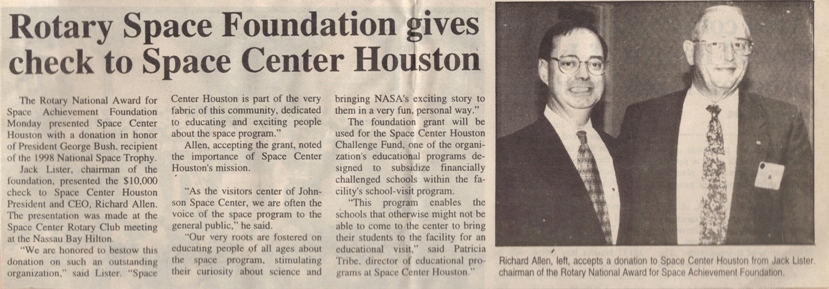 Rotary Space Foundation gives
check to Space Center Houston
The Rotary National Award for
Space Achievement Foundation
Monday presented Space Center
Houston with a donation in honor
of President George Bush, recipient
of the 1998 National Space Trophy.
Jack Lister, chairman of the
foundation, presented the $10,000
check to Space Center Houston
President and CEO, Richard Allen.
The presentation was made at the
Space Center Rotary Club meeting
at the Nassau Bay Hilton.
"We are honored to bestow this
donation on such an outstanding
organization," said Lister. "Space
Center Houston is part of the very
fabric of this community, dedicated
to educating and exciting people
about the space program."
Allen, accepting the grant, noted
the importance of Space Center
Houston's mission.
"As the visitors center of John-
son Space Center, we are often the
voice of the space program to the
general public," he said.
"Our very roots are fostered on
educating people of all ages about
the space program, stimulating
their curiosity about science and
bringing NASA's exciting story to
them in a very fun, personal way."
The foundation grant will be
used for the Space Center Houston
Challenge Fund, one of the organi-
zation's educational programs de-
signed to subsidize financially
challenged schools within the fa-
cility's school-visit program.
"This program enables the
schools that otherwise might not be
able to come to the center to bring
their students to the facility for an
educational visit," said Patricia
Tribe, director of educational pro-
grams at Space Center Houston."
Richard Allen, left, accepts a donation to Space Center Houston from Jack Lister,
chairman of the Rotary National Award for Space Achievement Foundation.